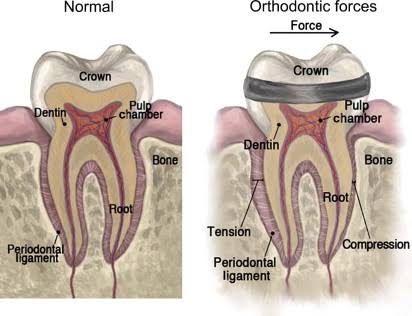 Normal
Crown
Dentin
Pulp
chamber
Bone
Root
Periodontal
ligament
Orthodontic forces
Force
Crown
Pulp
chamber
Dentin
Bone
Root
Tension
Compression
Periodontal
ligament